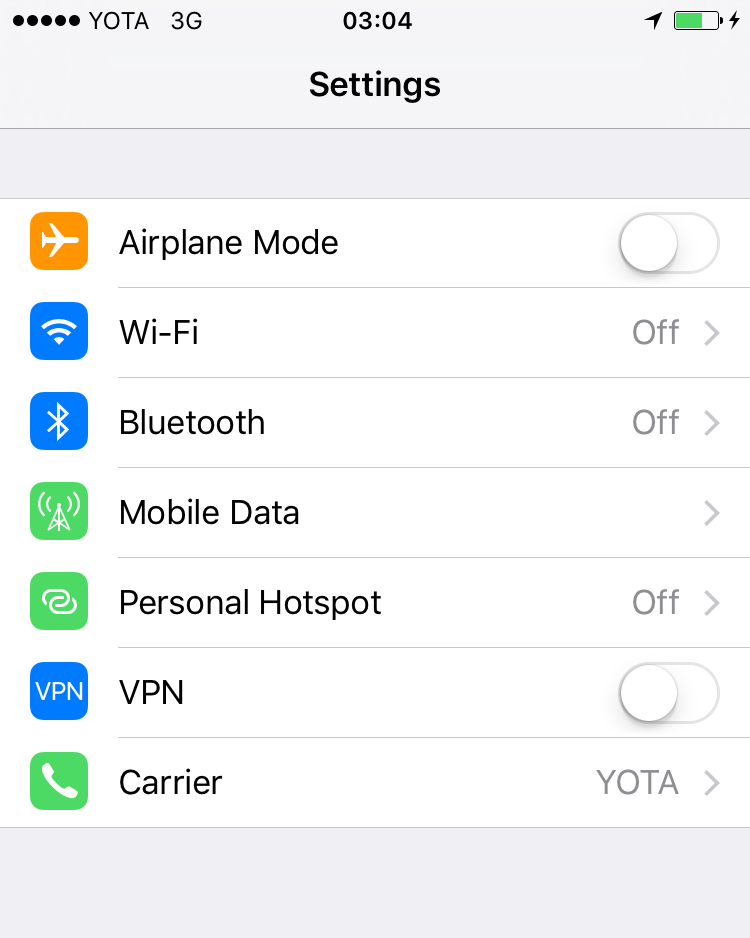 YOTA 3G 03:04
Settings
Airplane Mode
Wi-Fi Off
Bluetooth Off
Mobile Data
Personal Hotspot Off
VPN VPN
Carrier YOTA